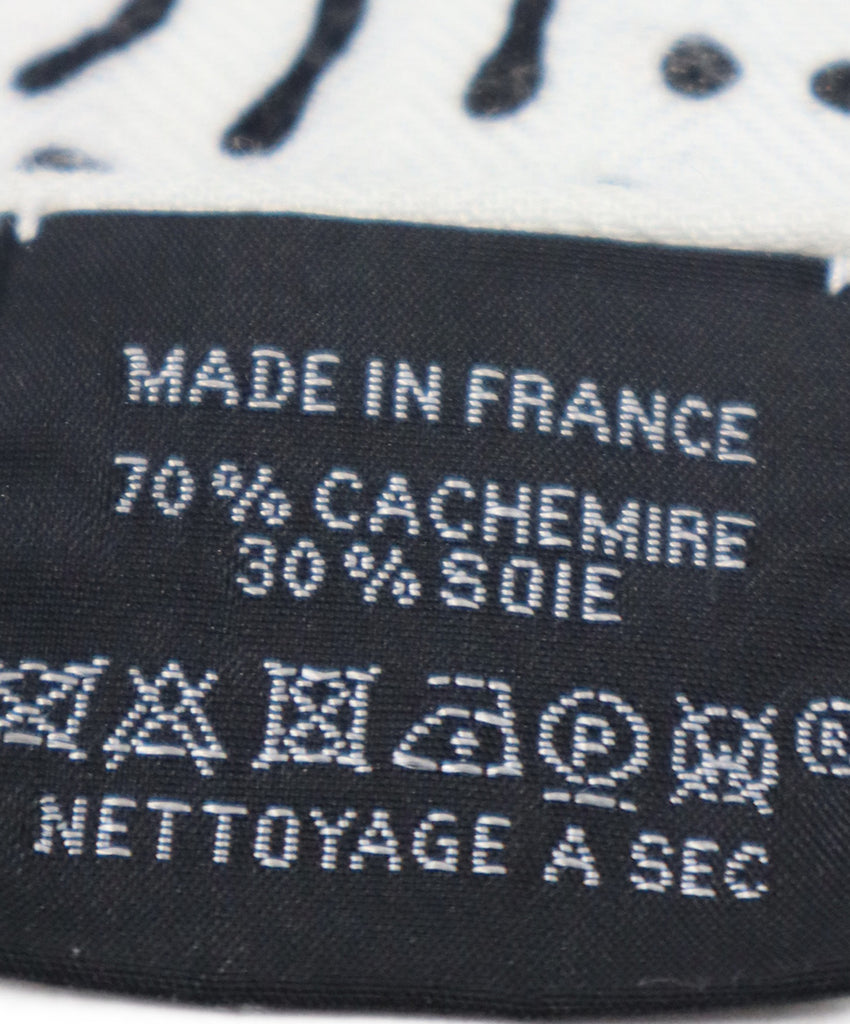 MADE IN FRANCE
70 % CACHEMIRE
30 % SOIE
P W ®
NETTOYAGE A SEC